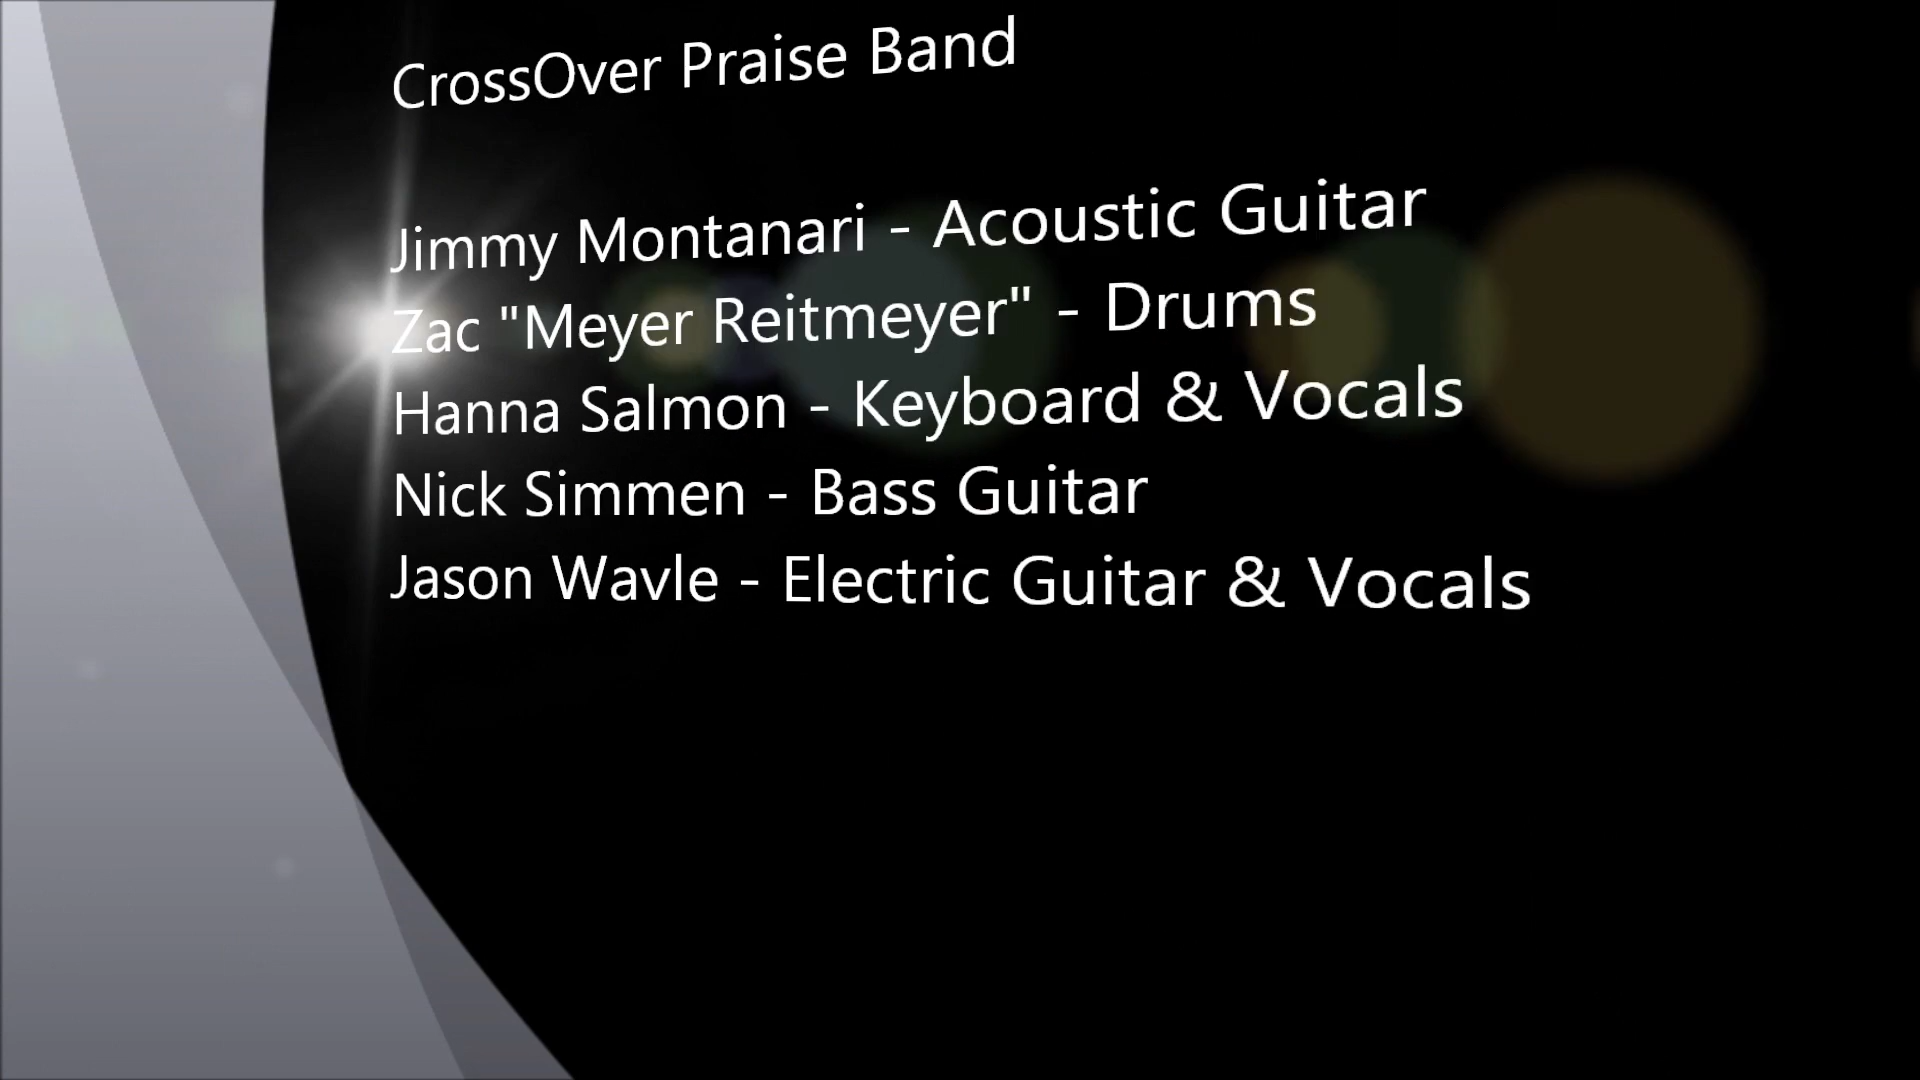 CrossOver Praise Band
Jimmy Montanari - Acoustic Guitar
Zac "Meyer Reitmeyer" - Drums
Hanna Salmon - Keyboard & Vocals
Nick Simmen - Bass Guitar
Jason Wavle - Electric Guitar & Vocals